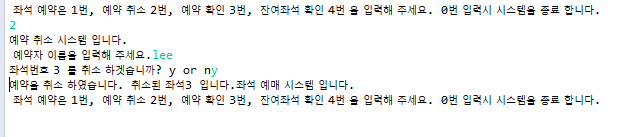 좌석 예약은 1번, 예약 취소 2번, 예약 확인 3번, 잔여좌석 확인 4번 을 입력해 주세요. 0번 입력시 시스템을 종료 합니다.
2
예약 취소 시스템 입니다.
예약자 이름을 입력해 주세요.lee
좌석번호 3 를 취소 하겠습니까? y or ny
예약을 취소 하였습니다. 취소된 좌석3 입니다.좌석 예매 시스템 입니다.
좌석 예약은 1번, 예약 취소 2번, 예약 확인 3번, 잔여좌석 확인 4번 을 입력해 주세요. 0번 입력시 시스템을 종료 합니다.